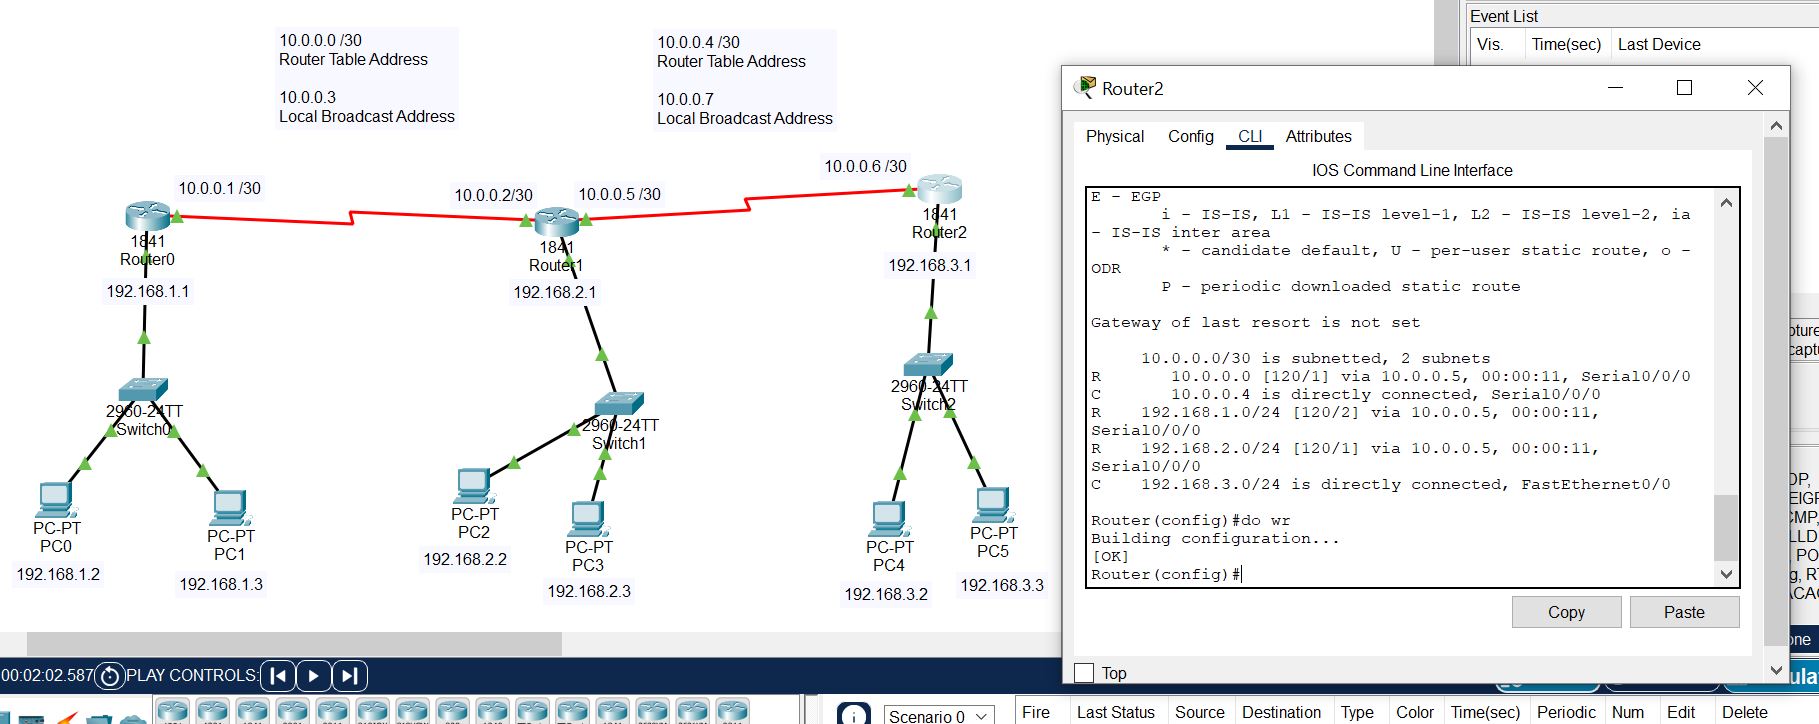 10.0.0.0 /30
Router Table Address
10.0.0.3
Local Broadcast Address
10.0.0.4 /30
Router Table Address
10.0.0.7
Local Broadcast Address
10.0.0.1 /30
10.0.0.2/30
10.0.0.5 /30
10.0.0.6 /30
1841
Router0
192.168.1.1
1841
Router1
192.168.2.1
1841
Router2
192.168.3.1
2960-24TT
Switch0
2960-24TT
Switch1
2960-24TT
Switch2
PC-PT
PC0
192.168.1.2
PC-PT
PC1
192.168.1.3
PC-PT
PC2
192.168.2.2
PC-PT
PC3
192.168.2.3
PC-PT
PC4
192.168.3.2
PC-PT
PC5
192.168.3.3
Event List
Vis. Time(sec) Last Device
Router2
Physical Config CLI Attributes
IOS Command Line Interface
E - EGP
i - IS-IS, L1 - IS-IS level-1, L2 - IS-IS level-2, ia
- IS-IS inter area
* - candidate default, U - per-user static route, o -
ODR
P - periodic downloaded static route
Gateway of last resort is not set
10.0.0.0/30 is subnetted, 2 subnets
R 10.0.0.0 [120/1] via 10.0.0.5, 00:00:11, Serial0/0/0
C 10.0.0.4 is directly connected, Serial0/0/0
R 192.168.1.0/24 [120/2] via 10.0.0.5, 00:00:11,
Serial0/0/0
R 192.168.2.0/24 [120/1] via 10.0.0.5, 00:00:11,
Serial0/0/0
C 192.168.3.0/24 is directly connected, FastEthernet0/0
Router(config)#do wr
Building configuration...
[OK]
Router(config)#
Copy Paste
Top
00:02:02.587 PLAY CONTROLS:
Scenario 0
Fire Last Status Source Destination Type Color Time(sec) Periodic Num Edit Delete